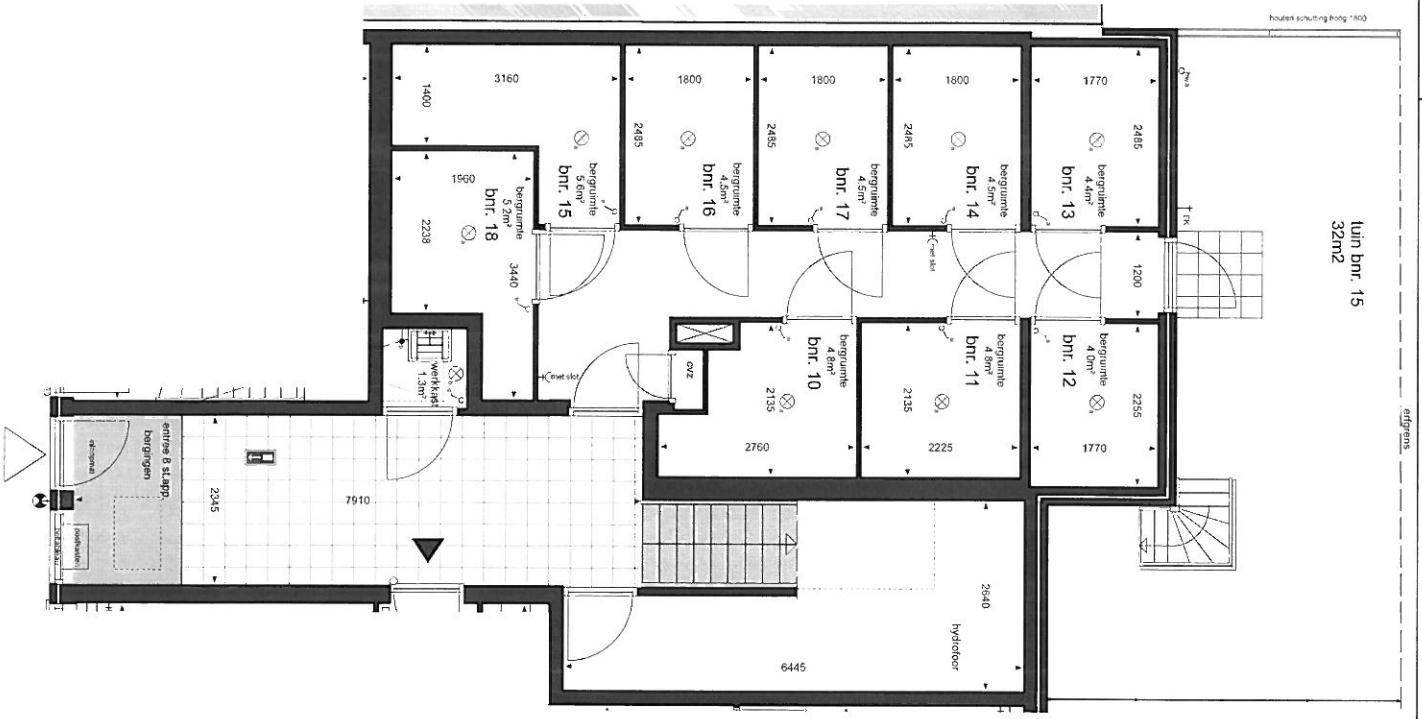 houten schutting hoog 1800
hwa
3160
1400
bergruimte
5.6m²
bnr. 15
1800
2485
bergruimte
4.5m²
bnr. 16
1800
2485
bergruimte
4.5m²
bnr. 17
1800
2485
bergruimte
4.5m²
bnr. 14
1770
2485
bergruimte
4.4m²
bnr. 13
1960
2238
bergruimte
5.2m²
bnr. 18
3440
met slot
1200
tuin bnr. 15
32m2
erfgrens
werkkast
1.3m²
met slot
cvz
bergruimte
4.8m²
bnr. 10
2135
2760
bergruimte
4.8m²
bnr. 11
2135
2225
bergruimte
4.0m²
bnr. 12
2255
1770
entree 8 st.app.
bergingen
2345
7910
postkasten
2640
hydrofoor
6445